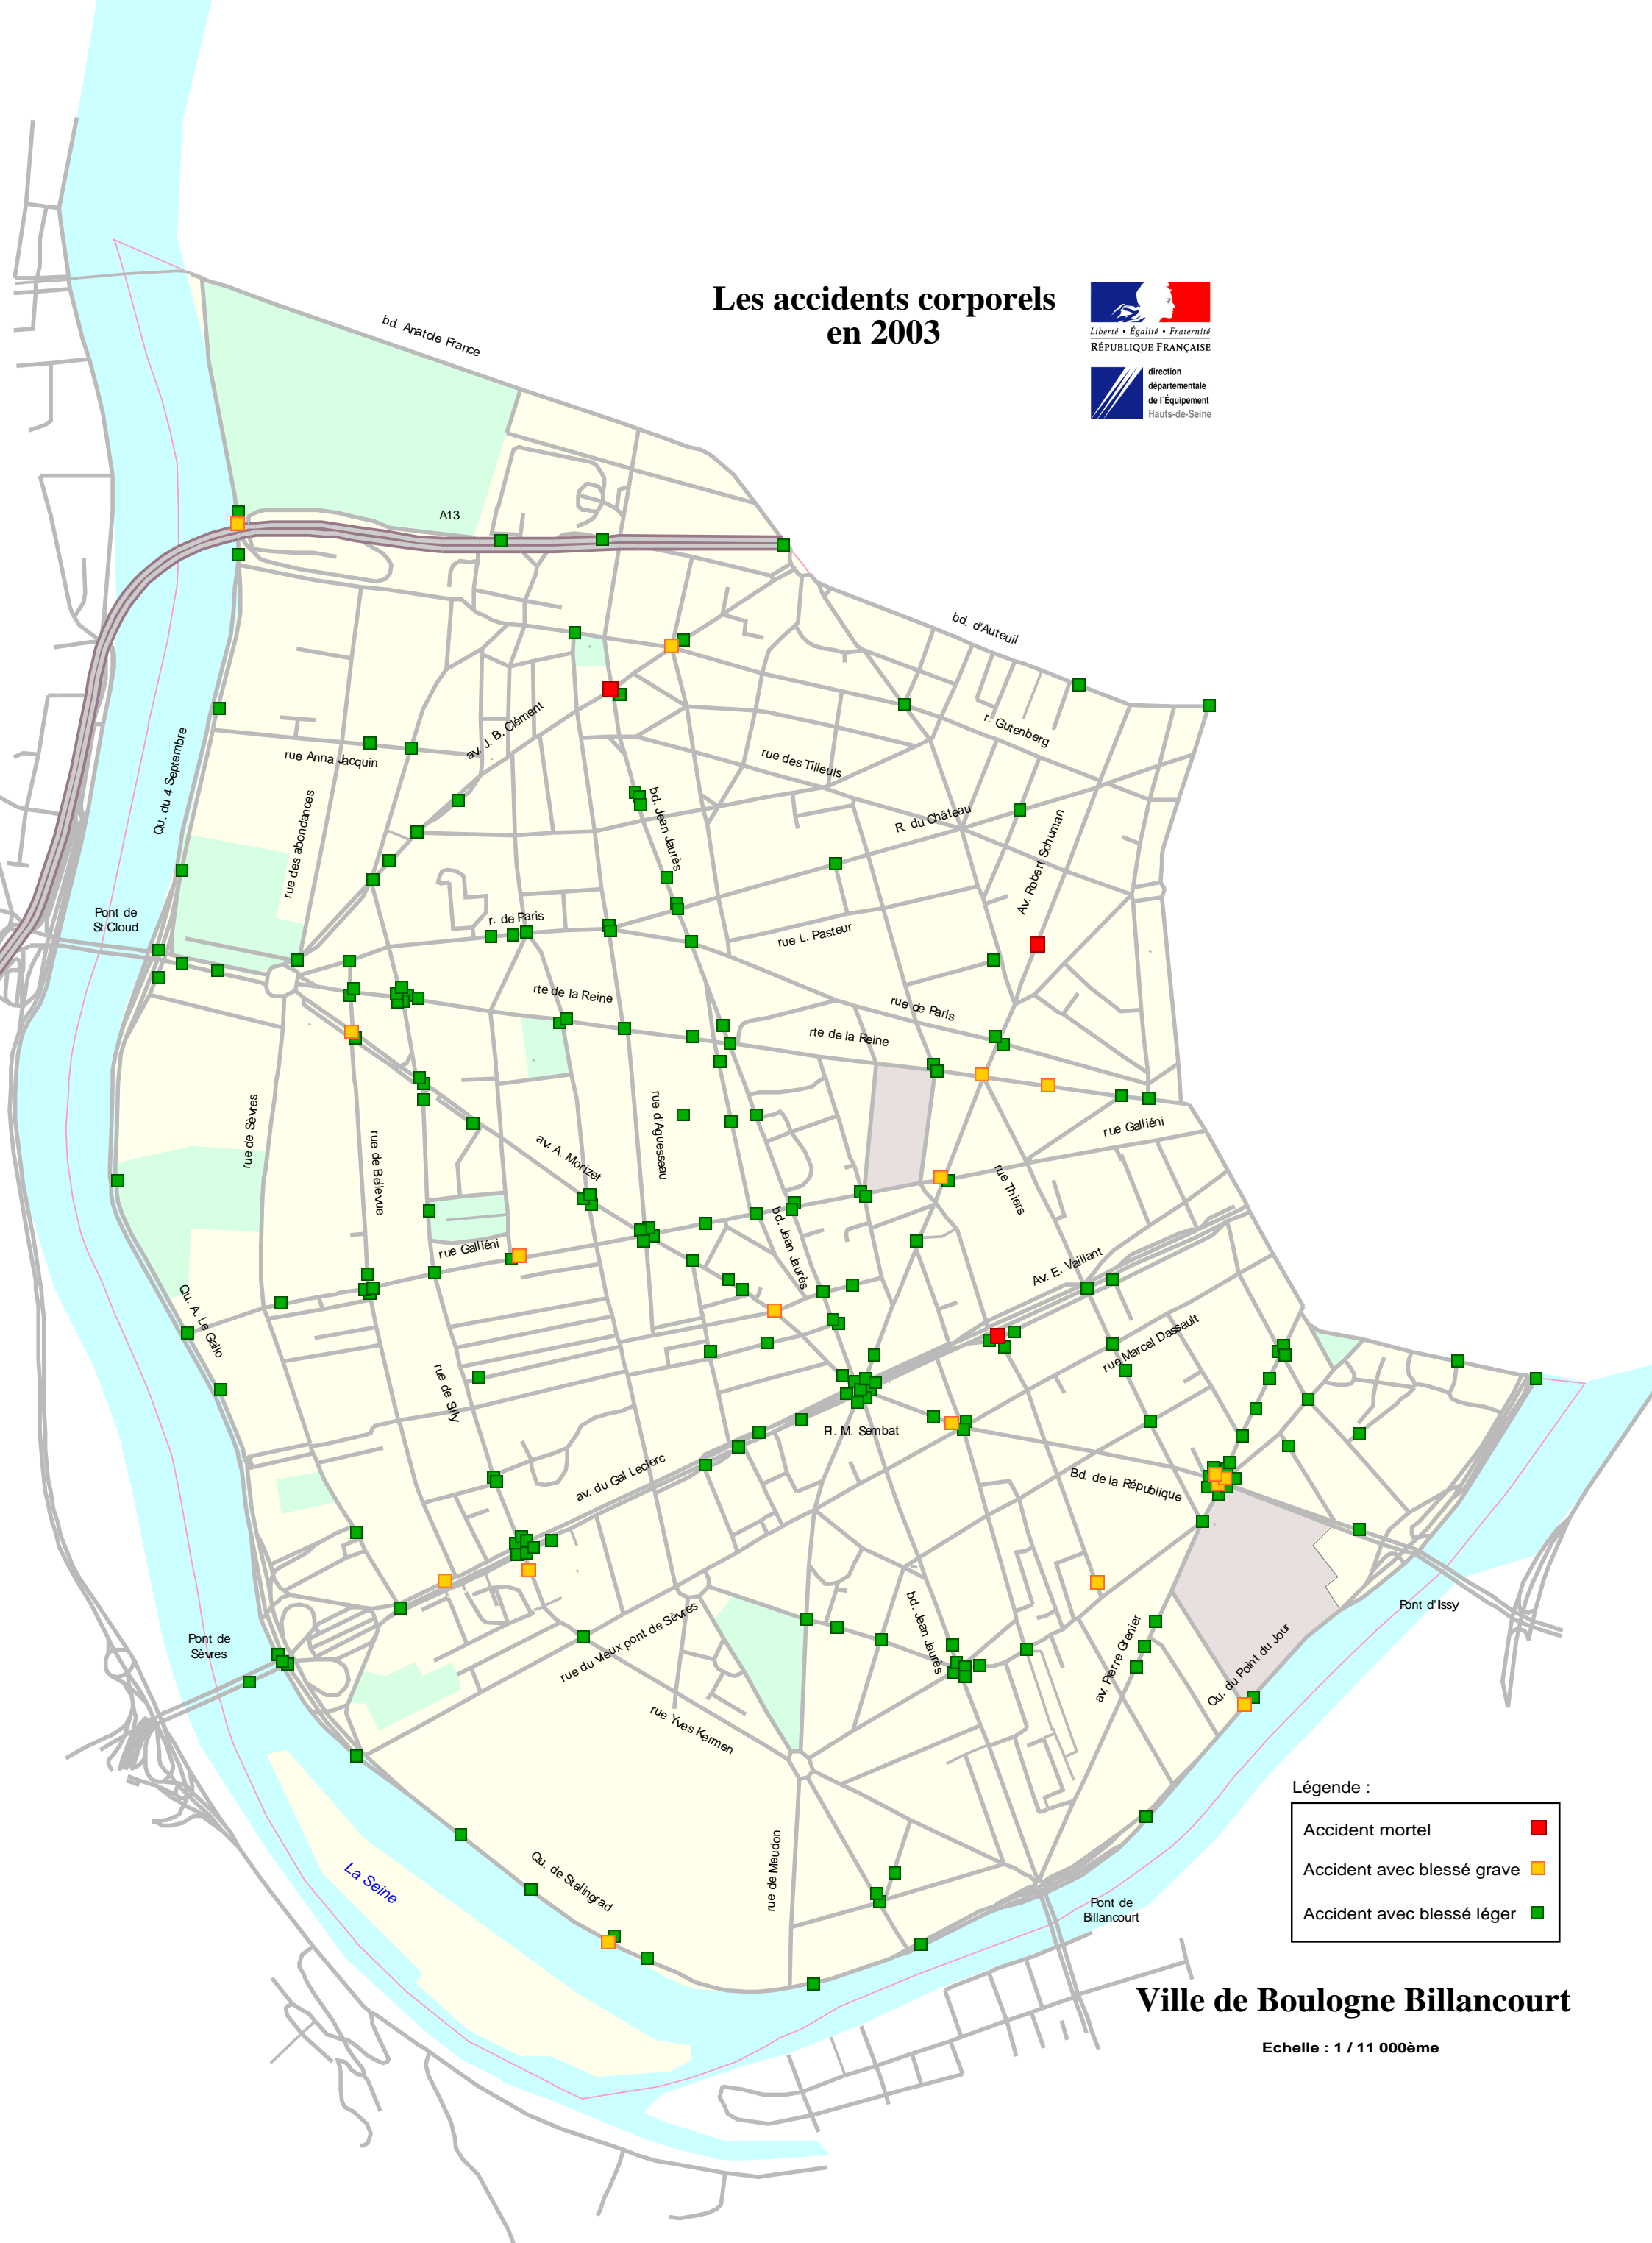 Les accidents corporels
en 2003
Liberté • Égalité • Fraternité
RÉPUBLIQUE FRANÇAISE
direction
départementale
de l'Équipement
Hauts-de-Seine
bd. Anatole France
A13
bd. d'Auteuil
r. Gutenberg
av. J. B. Clément
rue Anna Jacquin
rue des Tilleuls
Qu. du 4 Septembre
rue des abondances
bd. Jean Jaurès
R. du Château
Av. Robert Schuman
Pont de
St Cloud
r. de Paris
rue L. Pasteur
rte de la Reine
rue de Paris
rte de la Reine
rue de Sèvres
rue de Bellevue
av. A. Morizet
rue d'Aguesseau
rue Galliéni
rue Thiers
rue Galliéni
bd. Jean Jaurès
Av. E. Vaillant
Qu. A. Le Gallo
rue de Silly
rue Marcel Dassault
Pl. M. Sembat
av. du Gal Leclerc
Bd. de la République
Pont de
Sèvres
rue du vieux pont de Sèvres
bd. Jean Jaurès
av. Pierre Grenier
Qu. du Point du Jour
Pont d'Issy
rue Yves Kermen
Légende :
Accident mortel
Accident avec blessé grave
Accident avec blessé léger
La Seine
Qu. de Stalingrad
rue de Meudon
Pont de
Billancourt
Ville de Boulogne Billancourt
Echelle : 1 / 11 000ème